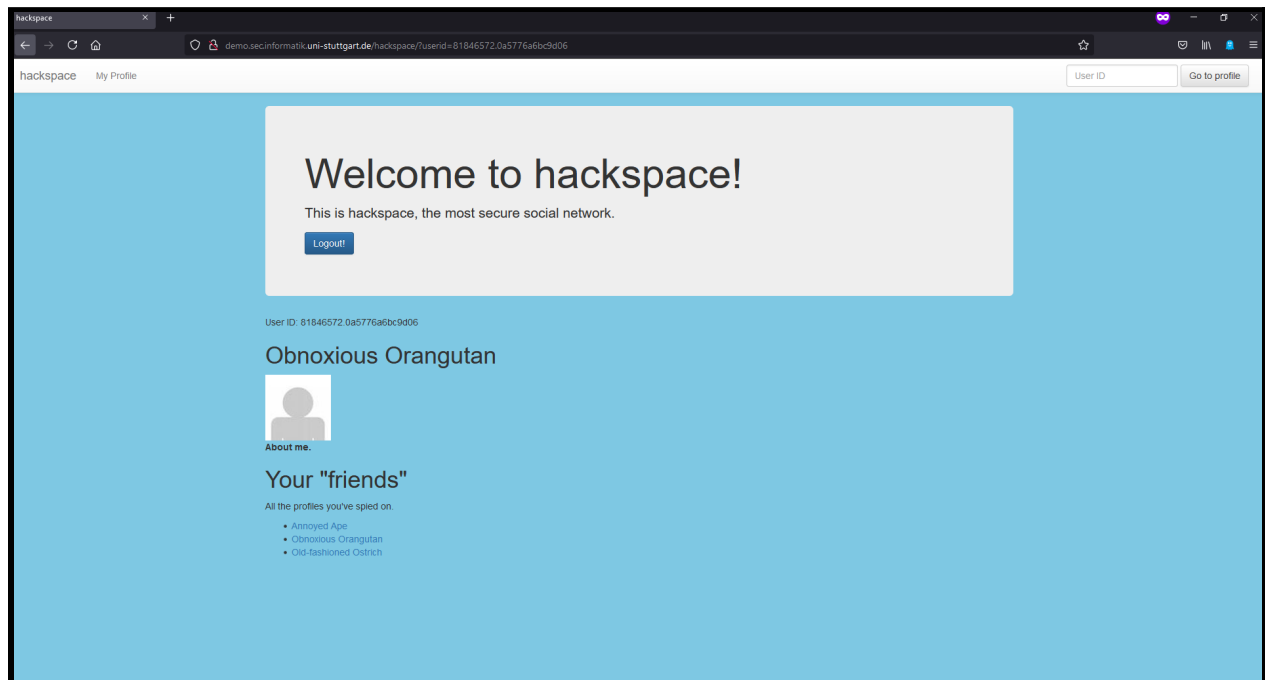 hackspace
demo.sec.informatik.uni-stuttgart.de/hackspace/?userid=81846572.0a5776a6bc9d06
hackspace My Profile User ID Go to profile
Welcome to hackspace!
This is hackspace, the most secure social network.
Logout!
User ID: 81846572.0a5776a6bc9d06
Obnoxious Orangutan
About me.
Your "friends"
All the profiles you've spied on.
• Annoyed Ape
• Obnoxious Orangutan
• Old-fashioned Ostrich